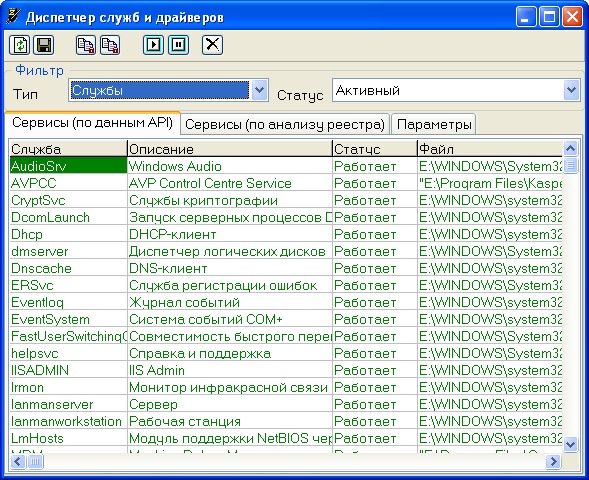 Диспетчер служб и драйверов
Фильтр
Тип Службы Статус Активный
Сервисы (по данным API) Сервисы (по анализу реестра) Параметры
Служба Описание Статус Файл
AudioSrv Windows Audio Работает E:\WINDOWS\System32
AVPCC AVP Control Centre Service Работает "E:\Program Files\Kaspe
CryptSvc Службы криптографии Работает E:\WINDOWS\system32
DcomLaunch Запуск серверных процессов D Работает E:\WINDOWS\system32
Dhcp DHCP-клиент Работает E:\WINDOWS\system32
dmserver Диспетчер логических дисков Работает E:\WINDOWS\System32
Dnscache DNS-клиент Работает E:\WINDOWS\system32
ERSvc Служба регистрации ошибок Работает E:\WINDOWS\System32
Eventlog Журнал событий Работает E:\WINDOWS\system32
EventSystem Система событий COM+ Работает E:\WINDOWS\System32
FastUserSwitching Совместимость быстрого пере Работает E:\WINDOWS\System32
helpsvc Справка и поддержка Работает E:\WINDOWS\System32
IISADMIN IIS Admin Работает E:\WINDOWS\System32
Irmon Монитор инфракрасной связи Работает E:\WINDOWS\System32
lanmanserver Сервер Работает E:\WINDOWS\system32
lanmanworkstation Рабочая станция Работает E:\WINDOWS\system32
LmHosts Модуль поддержки NetBIOS чер Работает E:\WINDOWS\system32